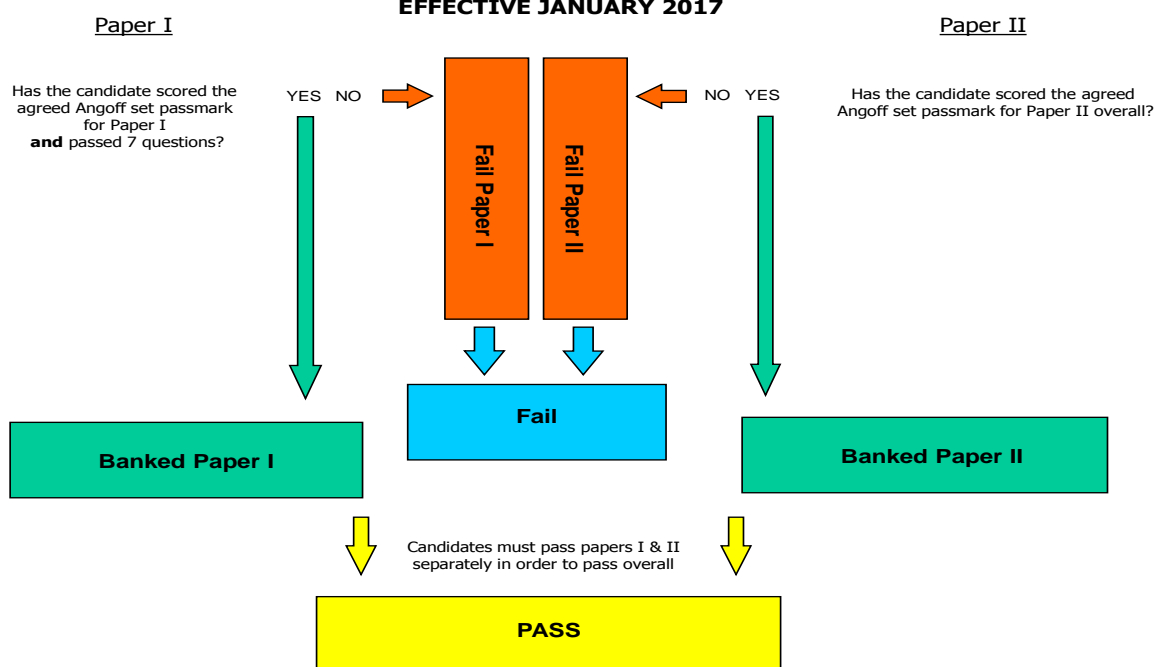 EFFECTIVE JANUARY 2017
Paper I
Paper II
Has the candidate scored the
agreed Angoff set passmark
for Paper I
and passed 7 questions?
YES NO
NO YES
Has the candidate scored the agreed
Angoff set passmark for Paper II overall?
Fail Paper I
Fail Paper II
Fail
Banked Paper I
Banked Paper II
Candidates must pass papers I & II
separately in order to pass overall
PASS